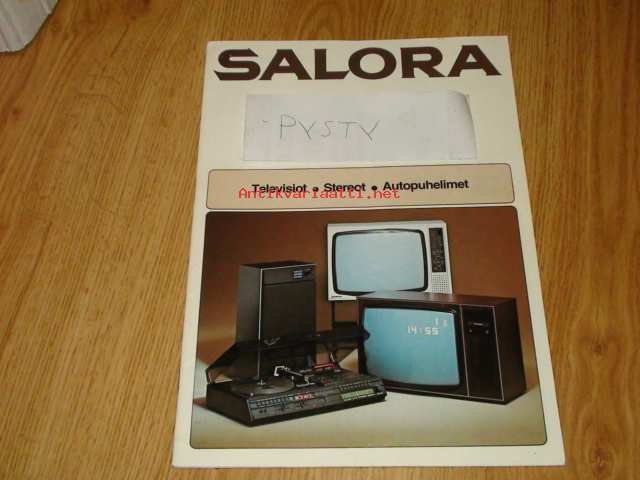 SALORA
PYSTY
Televisiot • Stereot • Autopuhelimet
Antikvariaatti.net
14:55